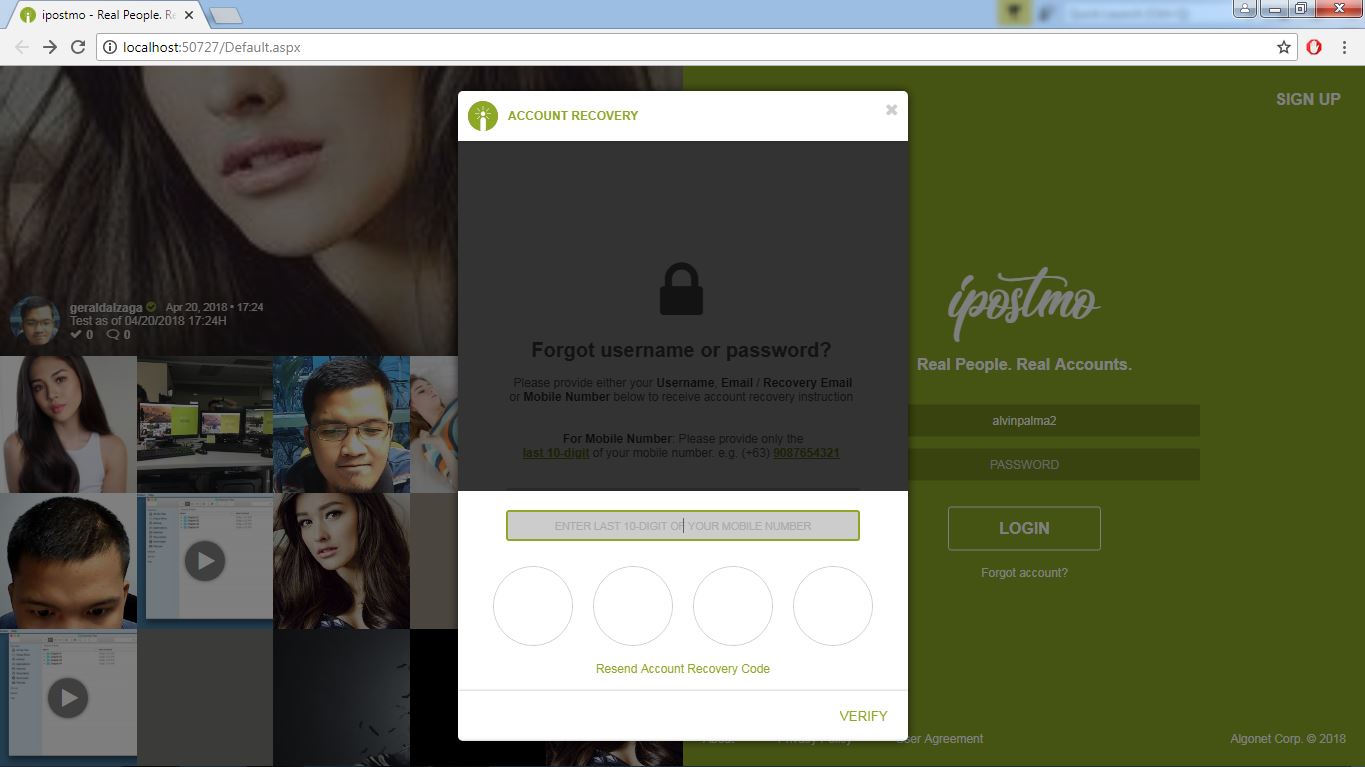 ipostmo - Real People. Re
localhost:50727/Default.aspx
SIGN UP
ACCOUNT RECOVERY
geraldalzaga Apr 20, 2018 • 17:24
Test as of 04/20/2018 17:24H
0 0
Forgot username or password?
Please provide either your Username, Email / Recovery Email
or Mobile Number below to receive account recovery instruction
For Mobile Number: Please provide only the
last 10-digit of your mobile number. e.g. (+63) 9087654321
ENTER LAST 10-DIGIT OF YOUR MOBILE NUMBER
Resend Account Recovery Code
VERIFY
ipostmo
Real People. Real Accounts.
alvinpalma2
PASSWORD
LOGIN
Forgot account?
About Privacy Policy User Agreement Algonet Corp. © 2018